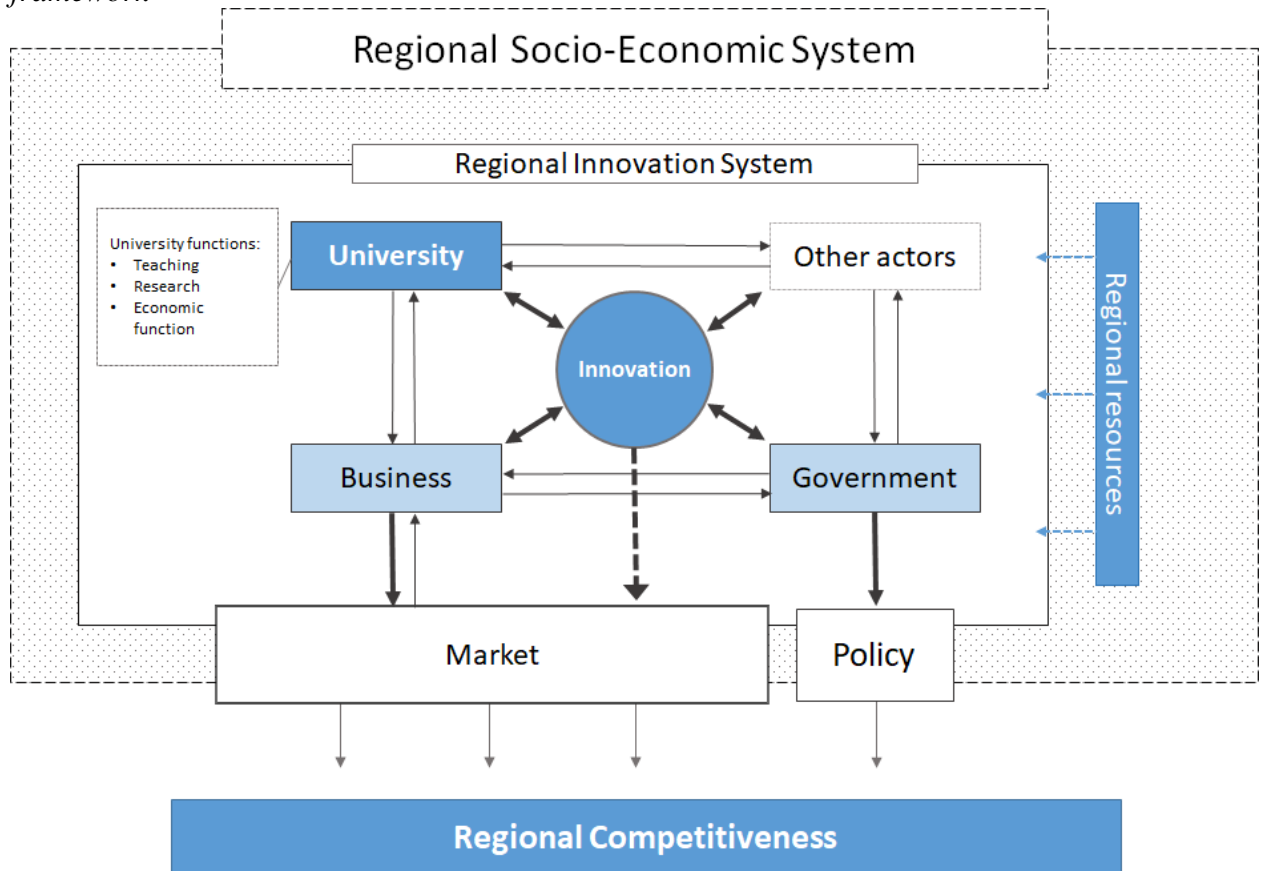 framework.
Regional Socio-Economic System
Regional Innovation System
University functions:
• Teaching
• Research
• Economic
function
University
Other actors
Innovation
Regional resources
Business
Government
Market
Policy
Regional Competitiveness